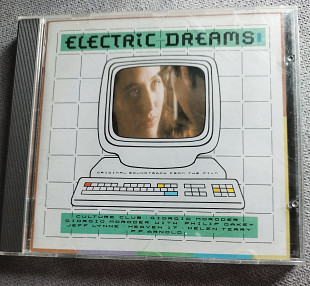 ELECTRIC DREAMS
ORIGINAL SOUNDTRACK FROM THE FILM
CULTURE CLUB · GIORGIO MORODER
GIORGIO MORODER WITH PHILIP OAKEY
JEFF LYNNE · HEAVEN 17 · HELEN TERRY
P.P. ARNOLD